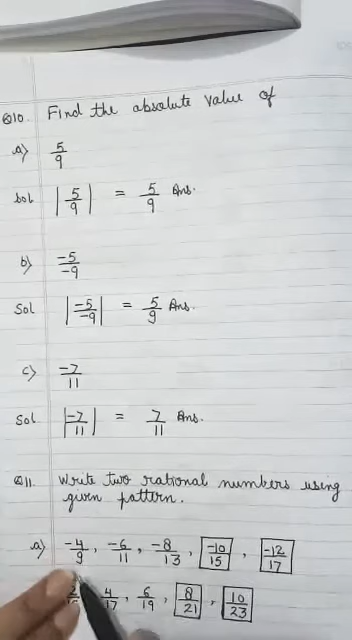 Q10. Find the absolute value of
a) 5/9
Sol |5/9| = 5/9 Ans.
b) -5/-9
Sol |-5/-9| = 5/9 Ans.
c) -7/11
Sol |-7/11| = 7/11 Ans.
Q11. Write two rational numbers using
given pattern.
a) -4/9, -6/11, -8/13, -10/15, -12/17
4/17, 6/19, 8/21, 10/23